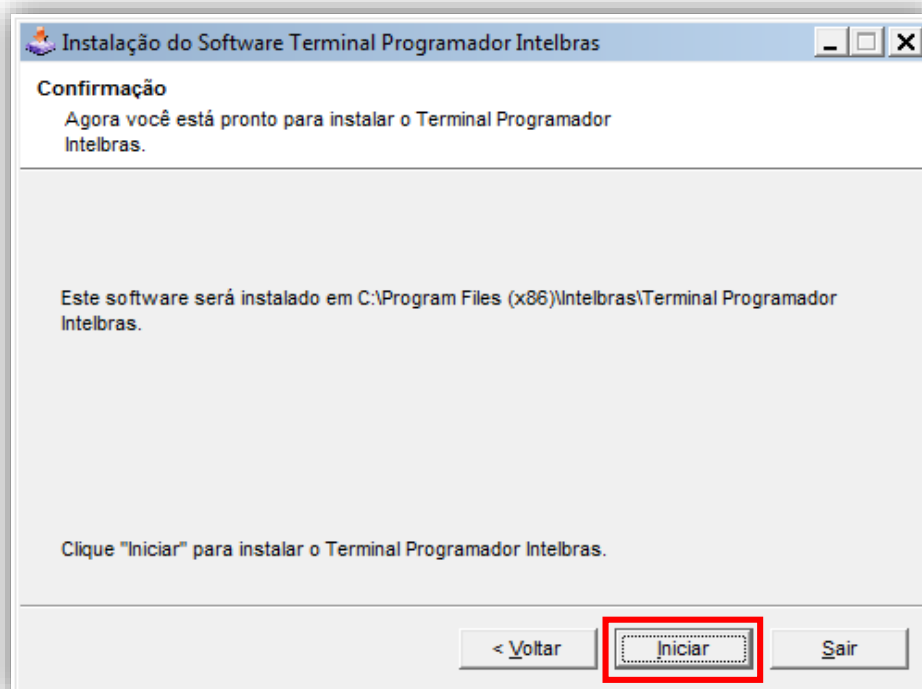 Instalação do Software Terminal Programador Intelbras
Confirmação
Agora você está pronto para instalar o Terminal Programador
Intelbras.
Este software será instalado em C:\Program Files (x86)\Intelbras\Terminal Programador
Intelbras.
Clique "Iniciar" para instalar o Terminal Programador Intelbras.
< Voltar
Iniciar
Sair